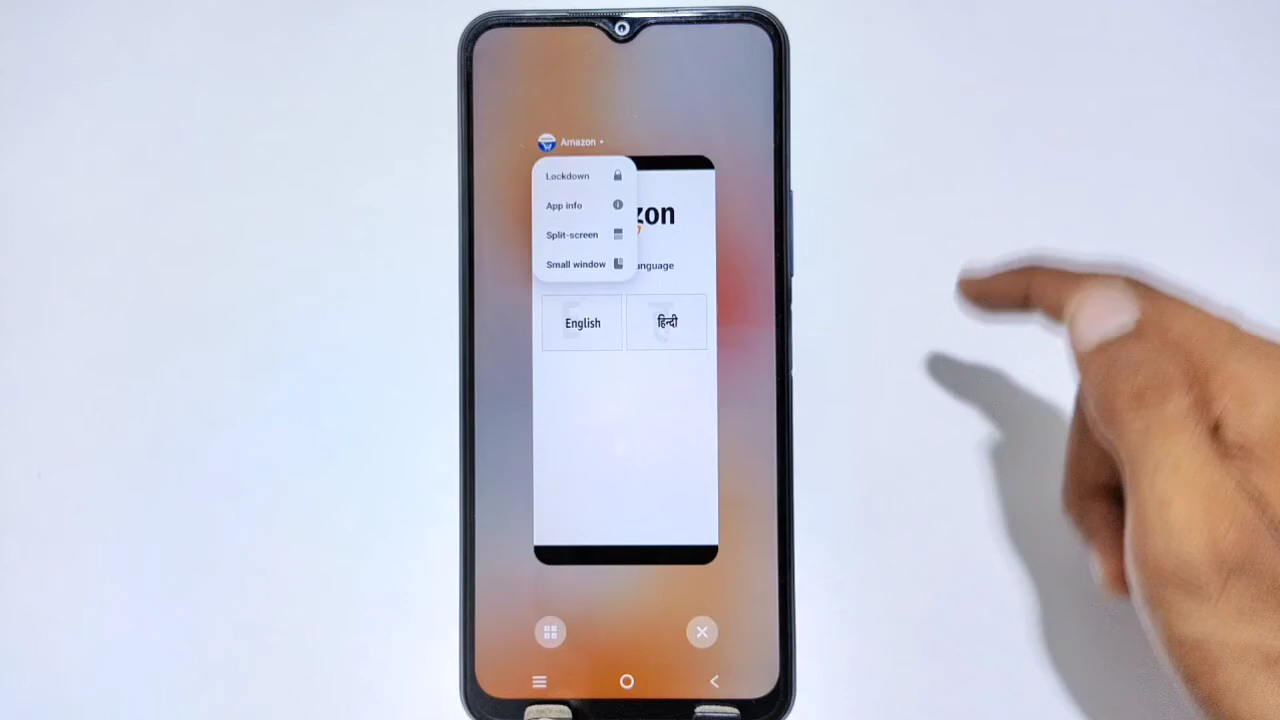 Amazon
Lockdown
App info
zon
Split-screen
Small window
anguage
English
हिन्दी